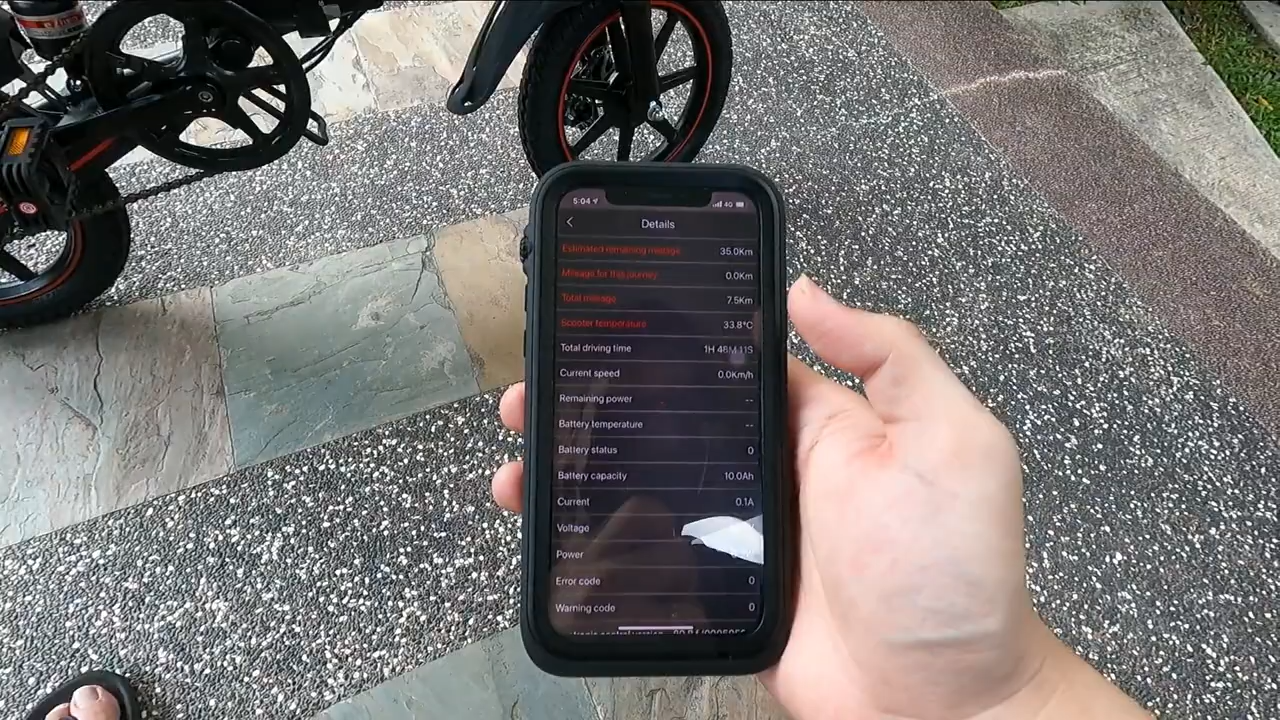 5:04
4G
Details
Estimated remaining mileage 35.0Km
Mileage for this journey 0.0Km
Total mileage 7.5Km
Scooter temperature 33.8°C
Total driving time 1H 48M 11S
Current speed 0.0Km/h
Remaining power --
Battery temperature --
Battery status 0
Battery capacity 10.0Ah
Current 0.1A
Voltage
Power
Error code 0
Warning code 0